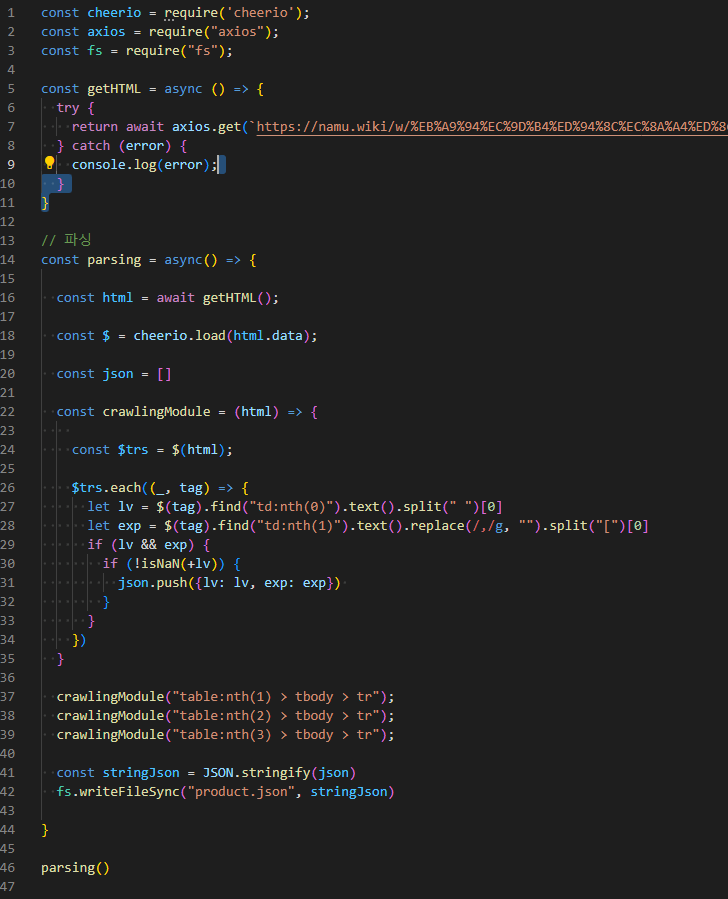 1 const cheerio = require('cheerio');
2 const axios = require("axios");
3 const fs = require("fs");
4
5 const getHTML = async () => {
6 try {
7 return await axios.get(`https://namu.wiki/w/%EB%A9%94%EC%9D%B4%ED%94%8C%EC%8A%A4%ED%8
8 } catch (error) {
9 console.log(error);
10 }
11 }
12
13 // 파싱
14 const parsing = async() => {
15
16 const html = await getHTML();
17
18 const $ = cheerio.load(html.data);
19
20 const json = []
21
22 const crawlingModule = (html) => {
23
24 const $trs = $(html);
25
26 $trs.each((_, tag) => {
27 let lv = $(tag).find("td:nth(0)").text().split(" ")[0]
28 let exp = $(tag).find("td:nth(1)").text().replace(/,/g, "").split("[")[0]
29 if (lv && exp) {
30 if (!isNaN(+lv)) {
31 json.push({lv: lv, exp: exp})
32 }
33 }
34 })
35 }
36
37 crawlingModule("table:nth(1) > tbody > tr");
38 crawlingModule("table:nth(2) > tbody > tr");
39 crawlingModule("table:nth(3) > tbody > tr");
40
41 const stringJson = JSON.stringify(json)
42 fs.writeFileSync("product.json", stringJson)
43
44 }
45
46 parsing()
47